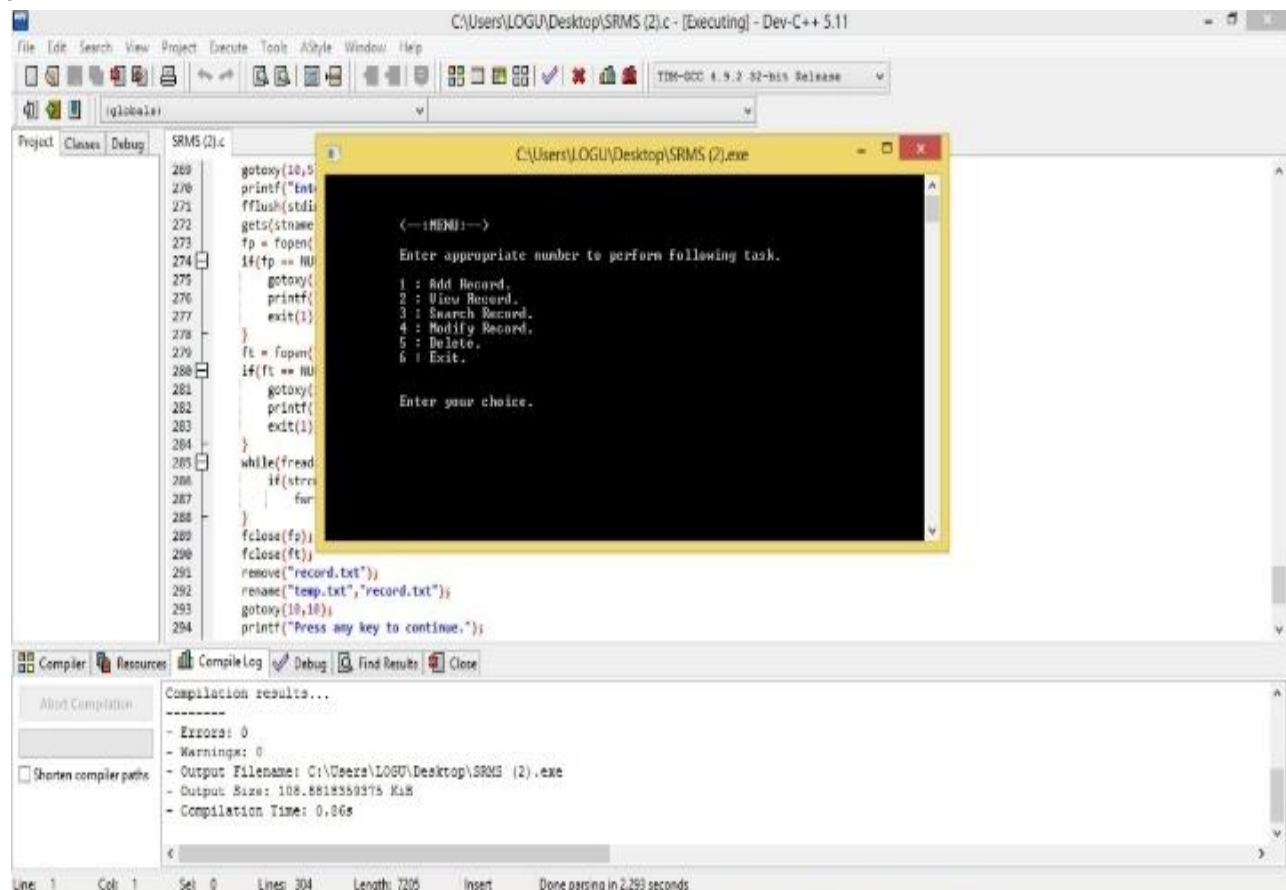 C:\Users\LOGU\Desktop\SRMS (2).c - [Executing] - Dev-C++ 5.11
File Edit Search View Project Execute Tools AStyle Window Help
TDM-GCC 4.9.2 32-bit Release
(globals)
Project Classes Debug SRMS (2).c
C:\Users\LOGU\Desktop\SRMS (2).exe
<--:MENU:-->
Enter appropriate number to perform following task.
1 : Add Record.
2 : View Record.
3 : Search Record.
4 : Modify Record.
5 : Delete.
6 : Exit.
Enter your choice.
269 gotoxy(10,5
270 printf("Ent
271 fflush(stdi
272 gets(stname
273 fp = fopen(
274 if(fp == NU
275 gotoxy(
276 printf(
277 exit(1)
278 }
279 ft = fopen(
280 if(ft == NU
281 gotoxy(
282 printf(
283 exit(1)
284 }
285 while(fread
286 if(strc
287 fwr
288 }
289 fclose(fp);
290 fclose(ft);
291 remove("record.txt");
292 rename("temp.txt","record.txt");
293 gotoxy(10,10);
294 printf("Press any key to continue.");
Compiler Resources Compile Log Debug Find Results Close
Abort Compilation
Shorten compiler paths
Compilation results...
--------
- Errors: 0
- Warnings: 0
- Output Filename: C:\Users\LOGU\Desktop\SRMS (2).exe
- Output Size: 108.8818359375 KiB
- Compilation Time: 0.86s
Line: 1 Col: 1 Sel: 0 Lines: 304 Length: 7205 Insert Done parsing in 2.293 seconds